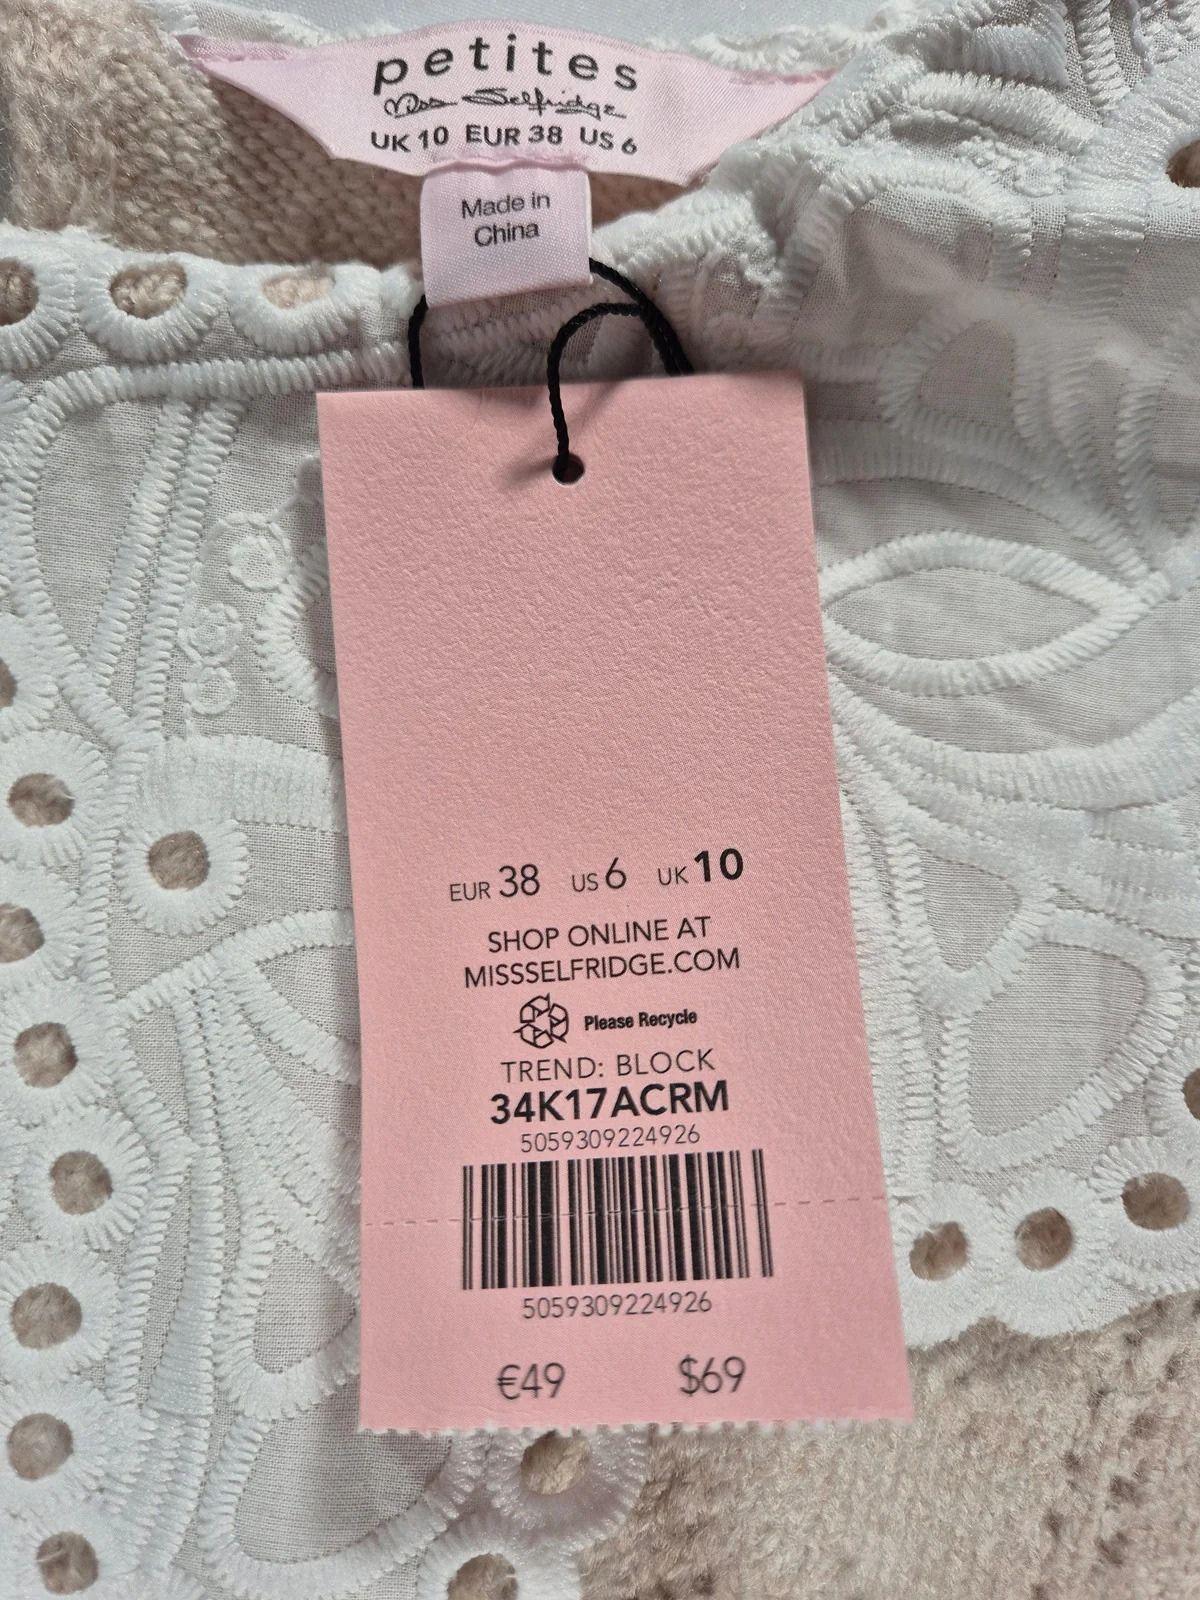 petites
Miss Selfridge
UK 10 EUR 38 US 6
Made in
China
EUR 38 US 6 UK 10
SHOP ONLINE AT
MISSSELFRIDGE.COM
Please Recycle
TREND: BLOCK
34K17ACRM
5059309224926
5059309224926
€49 $69